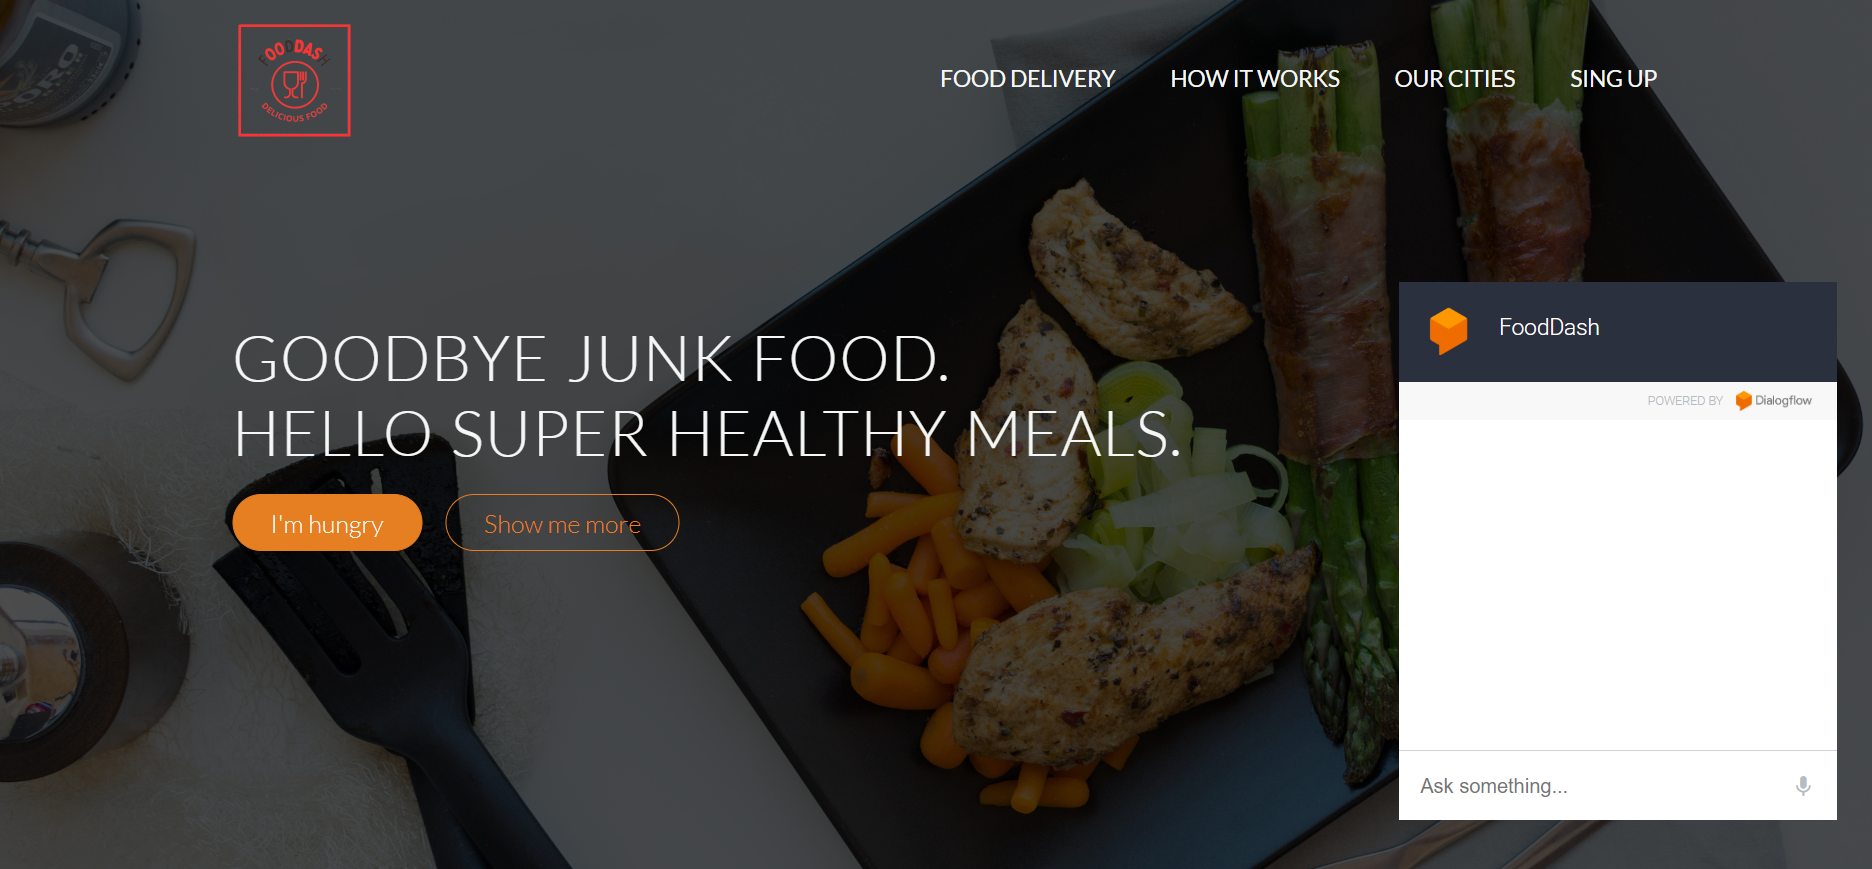 FOODDASH
DELICIOUS FOOD
FOOD DELIVERY
HOW IT WORKS
OUR CITIES
SING UP
GOODBYE JUNK FOOD.
HELLO SUPER HEALTHY MEALS.
I'm hungry
Show me more
FoodDash
POWERED BY Dialogflow
Ask something...